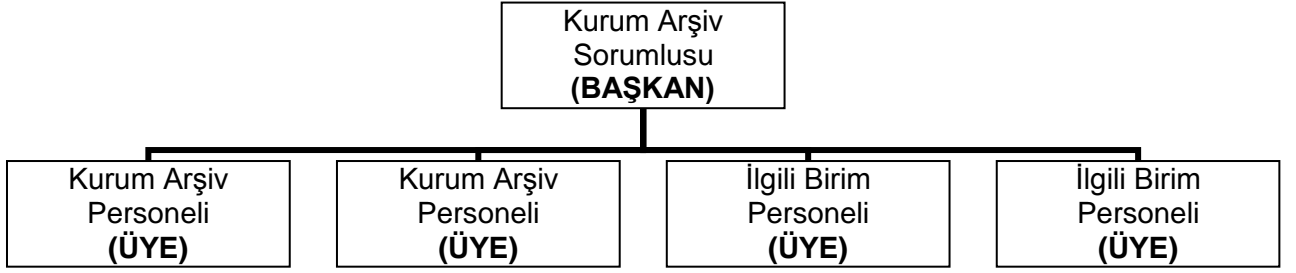 Kurum Arşiv
Sorumlusu
(BAŞKAN)
Kurum Arşiv
Personeli
(ÜYE)
Kurum Arşiv
Personeli
(ÜYE)
İlgili Birim
Personeli
(ÜYE)
İlgili Birim
Personeli
(ÜYE)